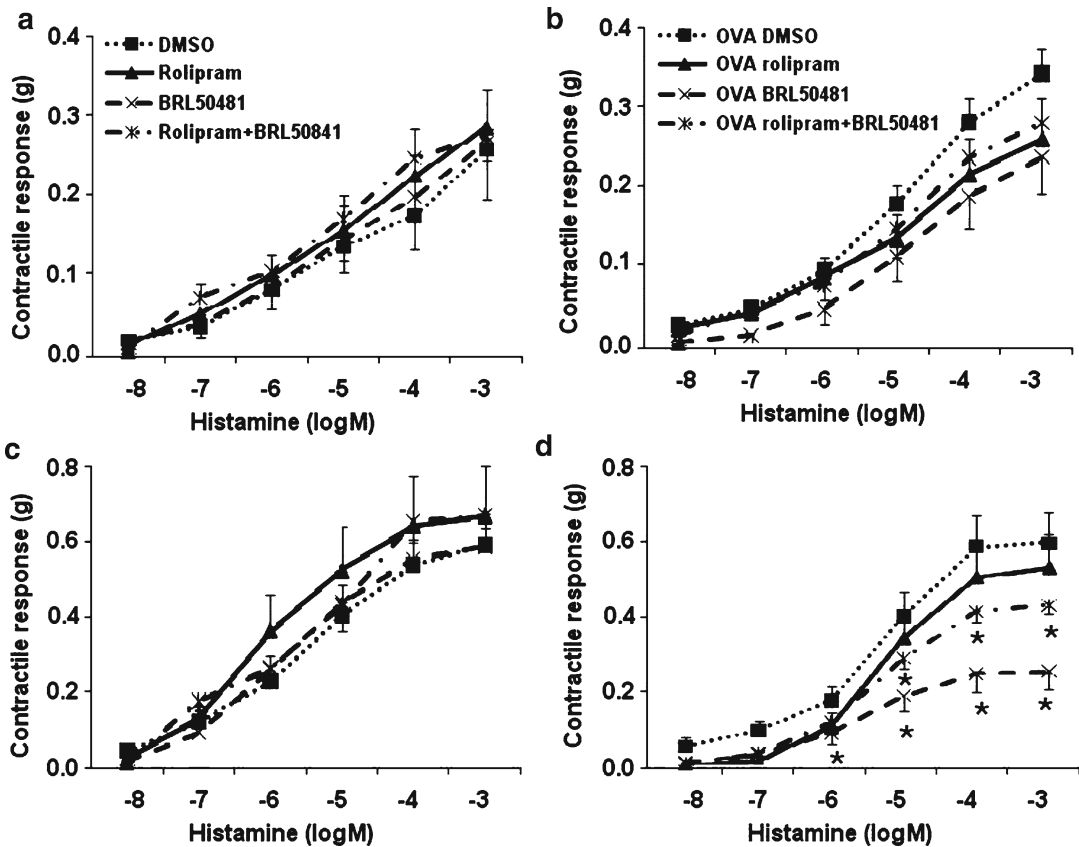 a
0.4
0.3
0.2
0.1
0.0
Contractile response (g)
DMSO
Rolipram
BRL50481
Rolipram+BRL50841
-8 -7 -6 -5 -4 -3
Histamine (logM)
b
0.4
0.3
0.2
0.1
0.0
Contractile response (g)
OVA DMSO
OVA rolipram
OVA BRL50481
OVA rolipram+BRL50481
-8 -7 -6 -5 -4 -3
Histamine (logM)
c
0.8
0.6
0.4
0.2
0.0
Contractile response (g)
-8 -7 -6 -5 -4 -3
Histamine (logM)
d
0.8
0.6
0.4
0.2
0.0
Contractile response (g)
* * *
* * * *
-8 -7 -6 -5 -4 -3
Histamine (logM)